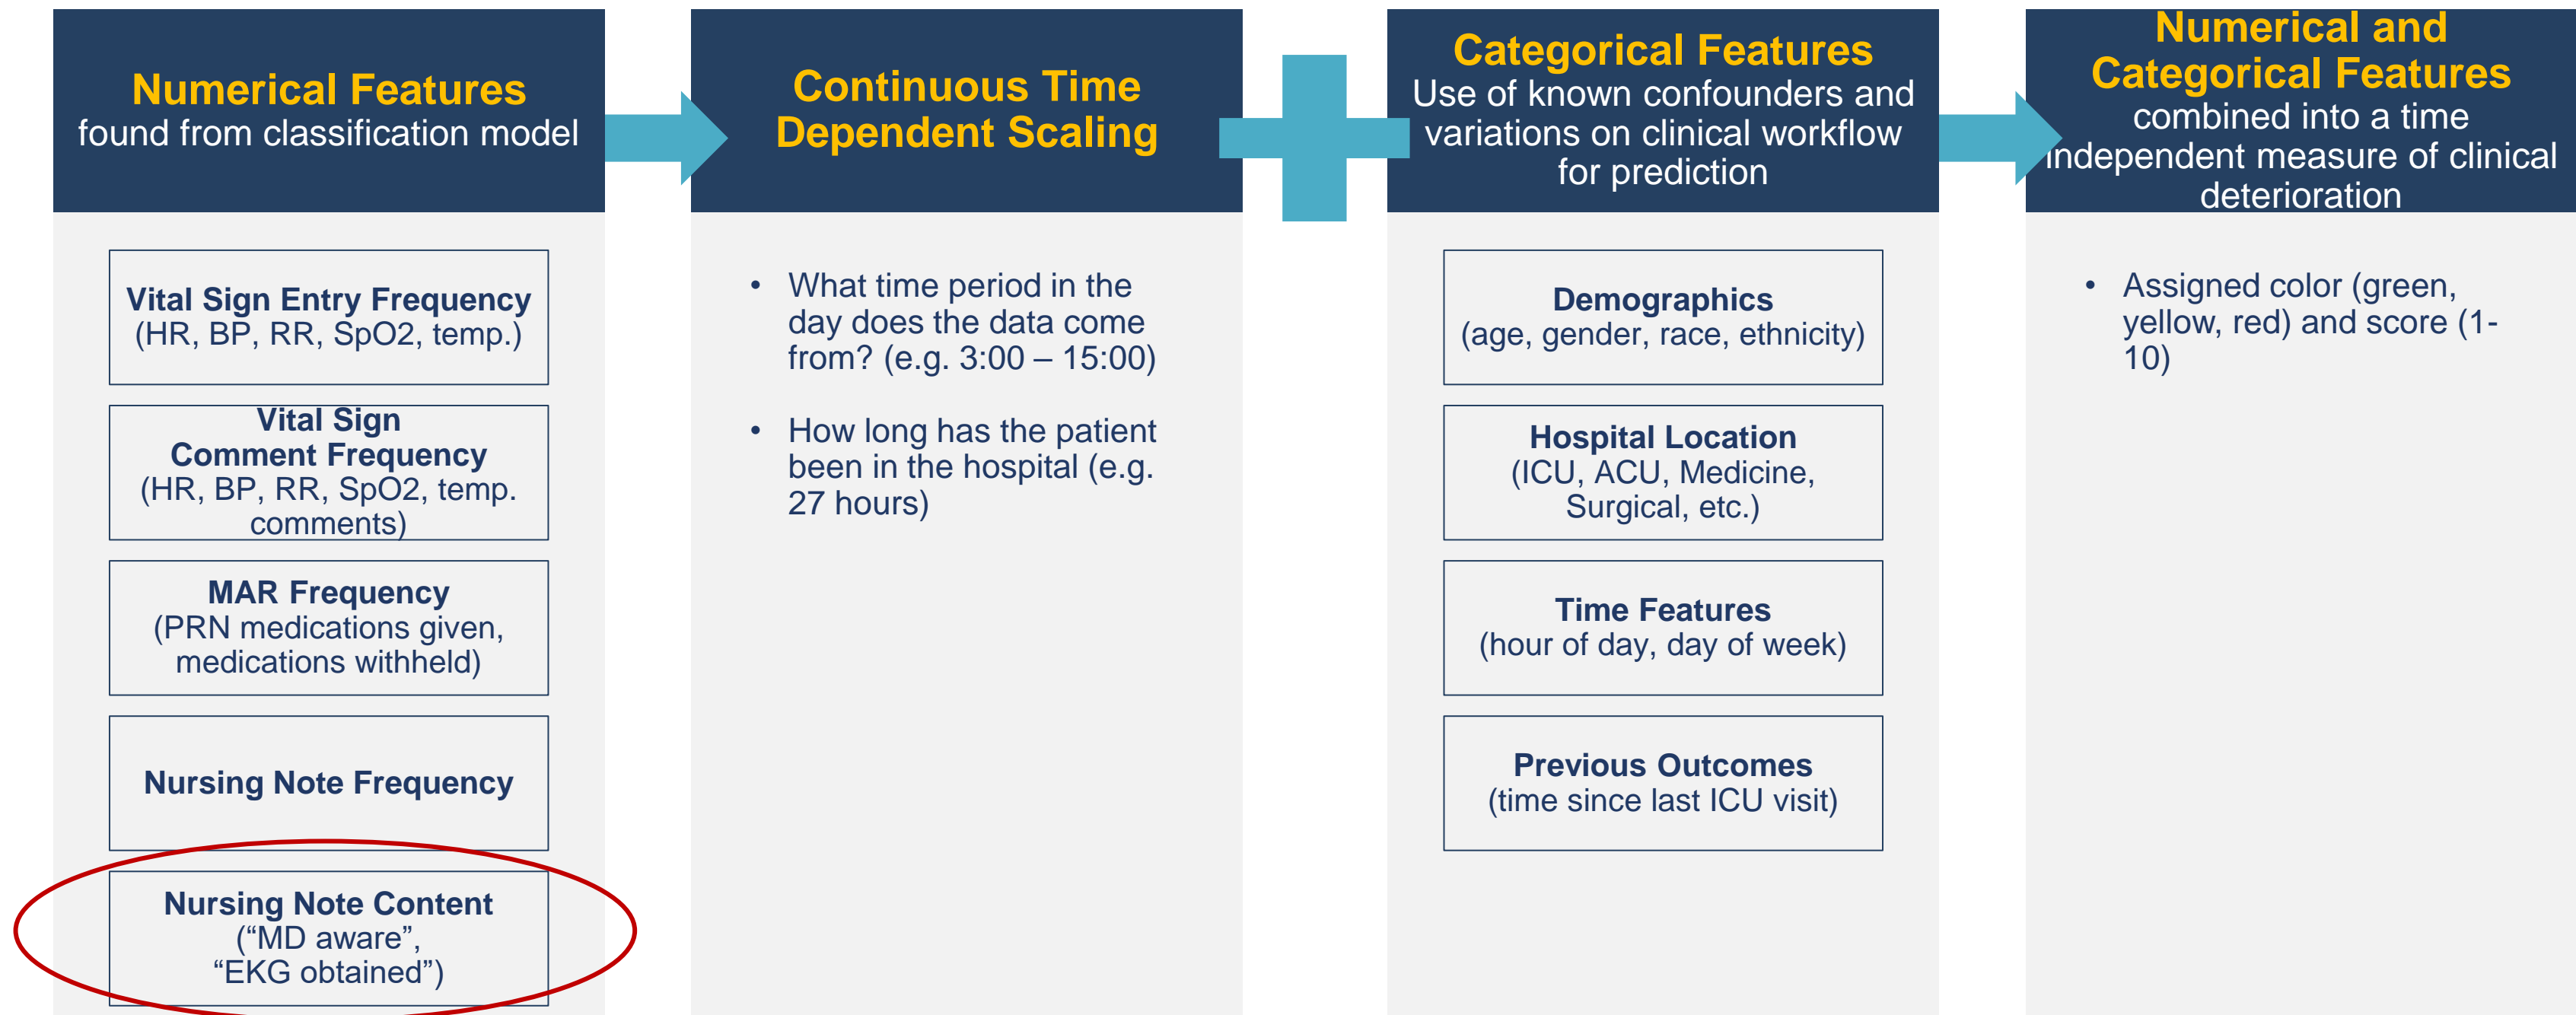 Numerical Features
found from classification model
Vital Sign Entry Frequency
(HR, BP, RR, SpO2, temp.)
Vital Sign
Comment Frequency
(HR, BP, RR, SpO2, temp.
comments)
MAR Frequency
(PRN medications given,
medications withheld)
Nursing Note Frequency
Nursing Note Content
(“MD aware”,
“EKG obtained”)
Continuous Time
Dependent Scaling
• What time period in the
day does the data come
from? (e.g. 3:00 – 15:00)
• How long has the patient
been in the hospital (e.g.
27 hours)
Categorical Features
Use of known confounders and
variations on clinical workflow
for prediction
Demographics
(age, gender, race, ethnicity)
Hospital Location
(ICU, ACU, Medicine,
Surgical, etc.)
Time Features
(hour of day, day of week)
Previous Outcomes
(time since last ICU visit)
Numerical and
Categorical Features
combined into a time
independent measure of clinical
deterioration
• Assigned color (green,
yellow, red) and score (1-
10)